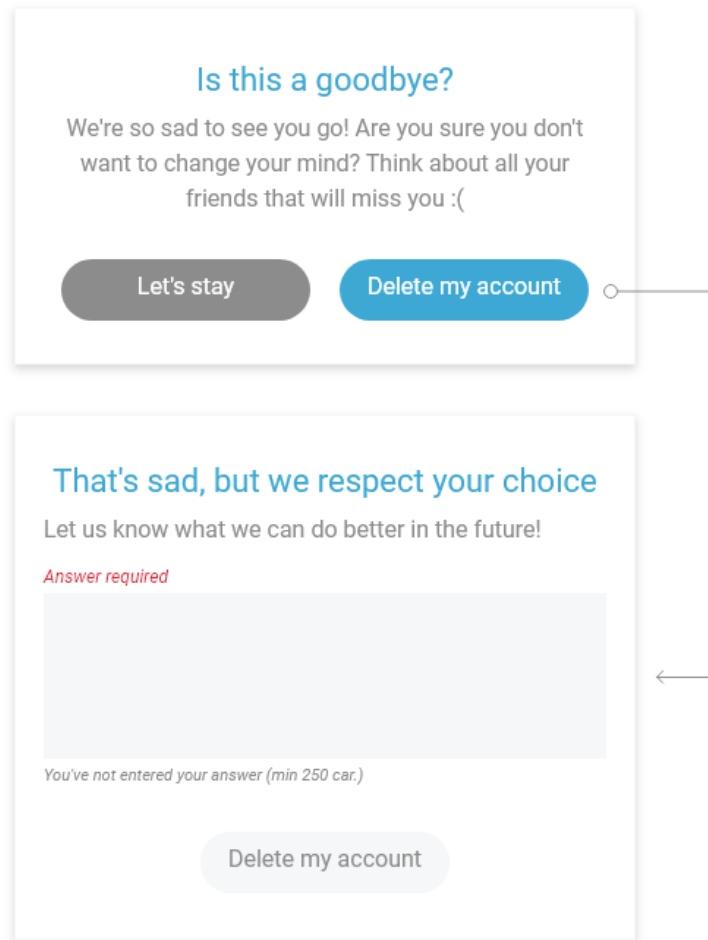 Is this a goodbye?
We're so sad to see you go! Are you sure you don't
want to change your mind? Think about all your
friends that will miss you :(
Let's stay
Delete my account
That's sad, but we respect your choice
Let us know what we can do better in the future!
Answer required
You've not entered your answer (min 250 car.)
Delete my account